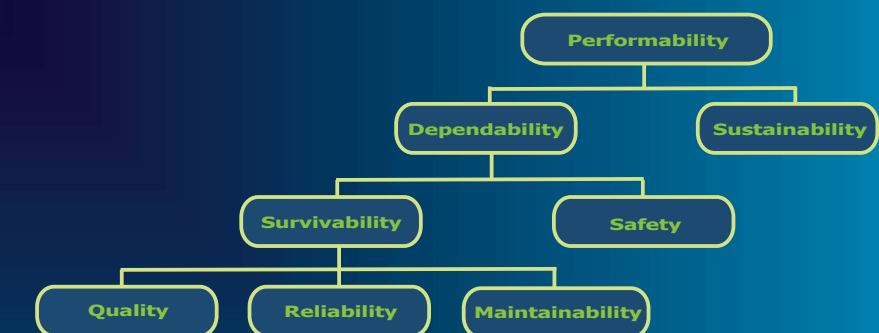 Performability
Dependability
Sustainability
Survivability
Safety
Quality
Reliability
Maintainability